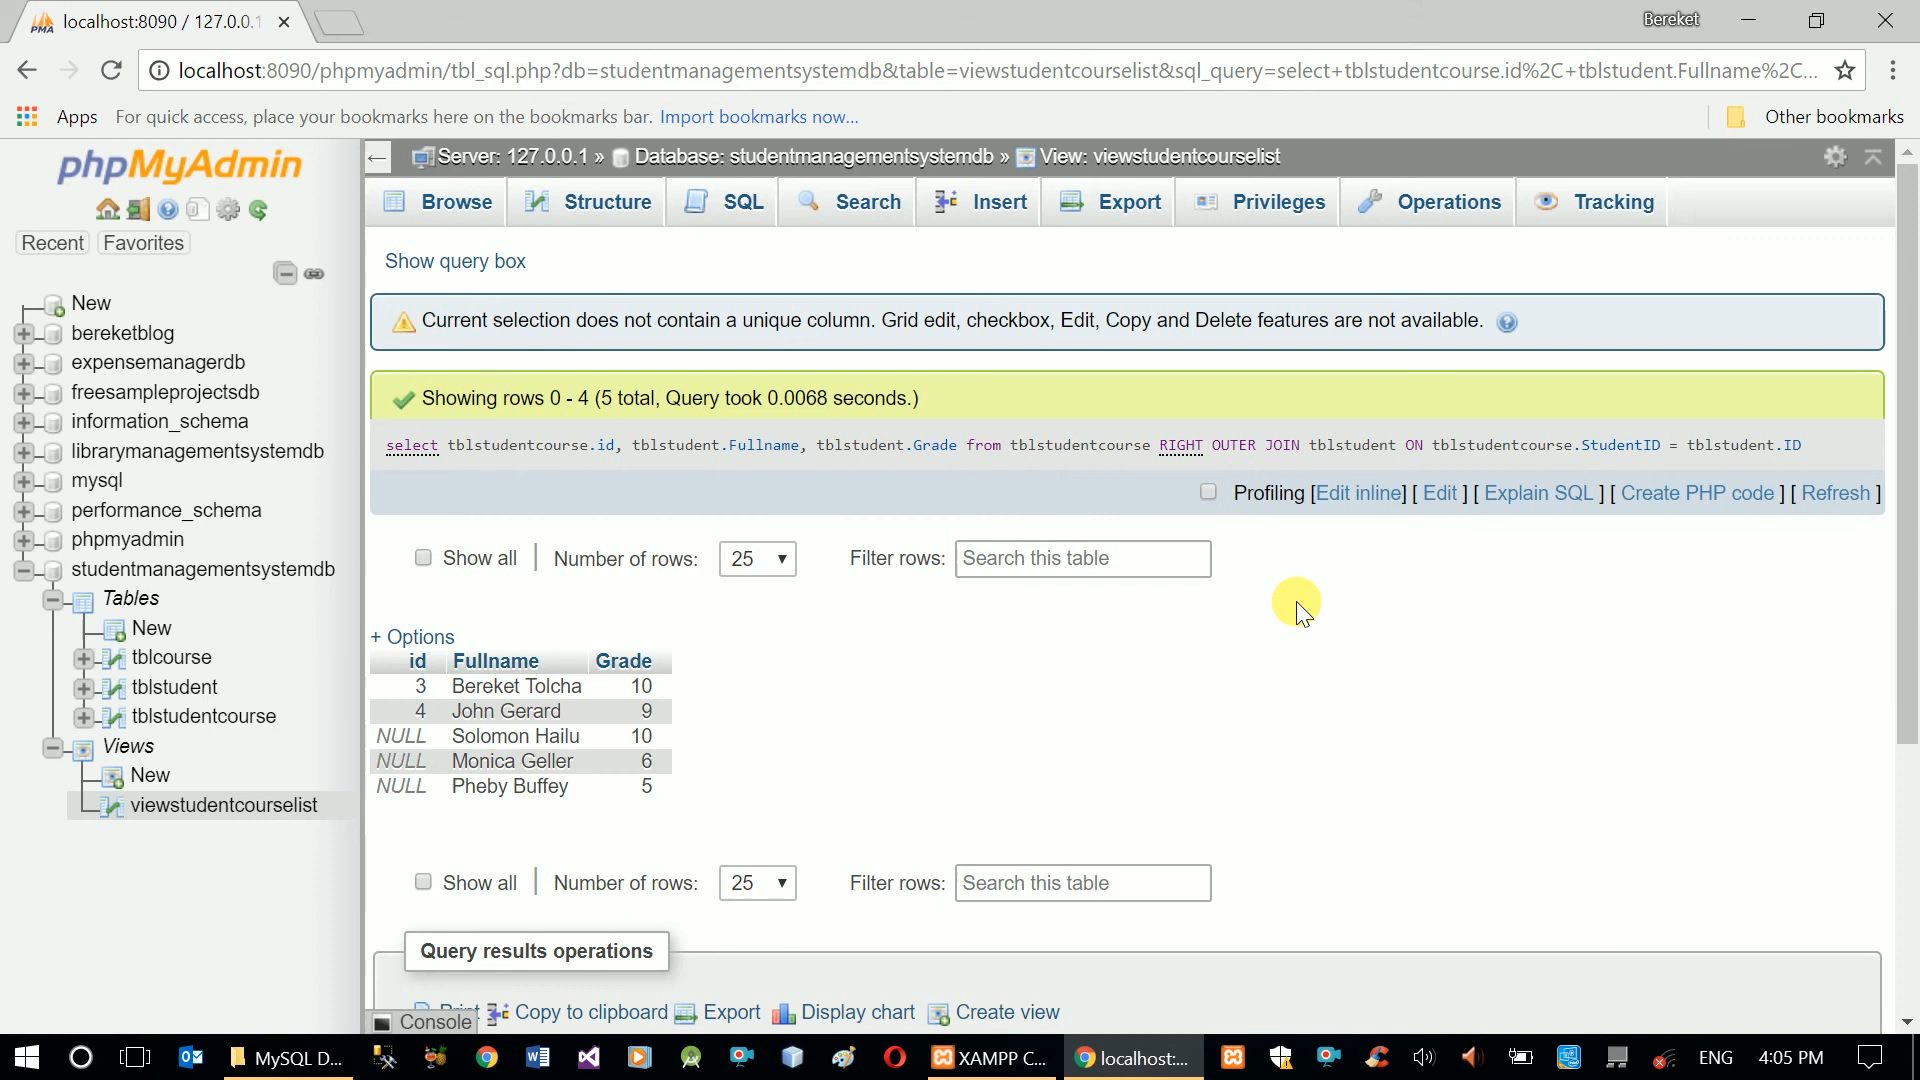 localhost:8090 / 127.0.0.1
Bereket
localhost:8090/phpmyadmin/tbl_sql.php?db=studentmanagementsystemdb&table=viewstudentcourselist&sql_query=select+tblstudentcourse.id%2C+tblstudent.Fullname%2C...
Apps For quick access, place your bookmarks here on the bookmarks bar. Import bookmarks now... Other bookmarks
phpMyAdmin
Recent Favorites
New
bereketblog
expensemanagerdb
freesampleprojectsdb
information_schema
librarymanagementsystemdb
mysql
performance_schema
phpmyadmin
studentmanagementsystemdb
Tables
New
tblcourse
tblstudent
tblstudentcourse
Views
New
viewstudentcourselist
Server: 127.0.0.1 » Database: studentmanagementsystemdb » View: viewstudentcourselist
Browse Structure SQL Search Insert Export Privileges Operations Tracking
Show query box
Current selection does not contain a unique column. Grid edit, checkbox, Edit, Copy and Delete features are not available.
Showing rows 0 - 4 (5 total, Query took 0.0068 seconds.)
select tblstudentcourse.id, tblstudent.Fullname, tblstudent.Grade from tblstudentcourse RIGHT OUTER JOIN tblstudent ON tblstudentcourse.StudentID = tblstudent.ID
Profiling [Edit inline] [ Edit ] [ Explain SQL ] [ Create PHP code ] [ Refresh ]
Show all Number of rows: 25 Filter rows: Search this table
+ Options
id Fullname Grade
3 Bereket Tolcha 10
4 John Gerard 9
NULL Solomon Hailu 10
NULL Monica Geller 6
NULL Pheby Buffey 5
Show all Number of rows: 25 Filter rows: Search this table
Query results operations
Print Copy to clipboard Export Display chart Create view
Console
MySQL D... XAMPP C... localhost:... ENG 4:05 PM